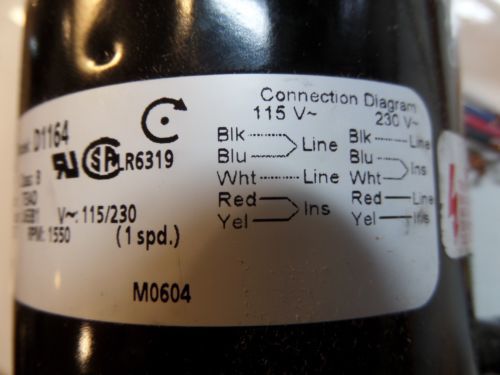 Connection Diagram
115 V~ 230 V~
Blk Line Blk Line
Blu Blu
Wht Line Wht Ins
Red Ins Red Line
Yel Yel Ins
D1164
LR6319
B
V~: 115/230
RPM: 1550 (1 spd.)
M0604